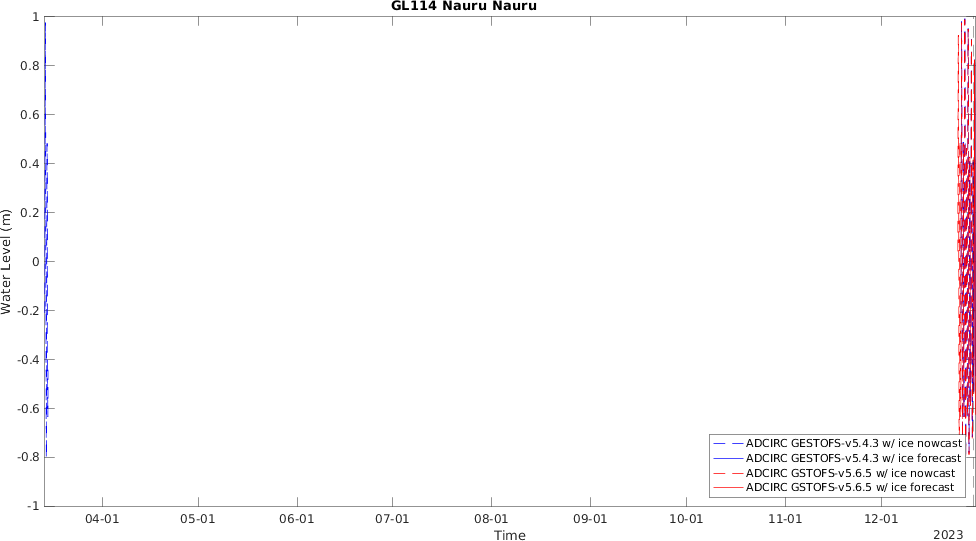 GL114 Nauru Nauru
Water Level (m)
1
0.8
0.6
0.4
0.2
0
-0.2
-0.4
-0.6
-0.8
-1
ADCIRC GESTOFS-v5.4.3 w/ ice nowcast
ADCIRC GESTOFS-v5.4.3 w/ ice forecast
ADCIRC GSTOFS-v5.6.5 w/ ice nowcast
ADCIRC GSTOFS-v5.6.5 w/ ice forecast
04-01 05-01 06-01 07-01 08-01 09-01 10-01 11-01 12-01
Time
2023